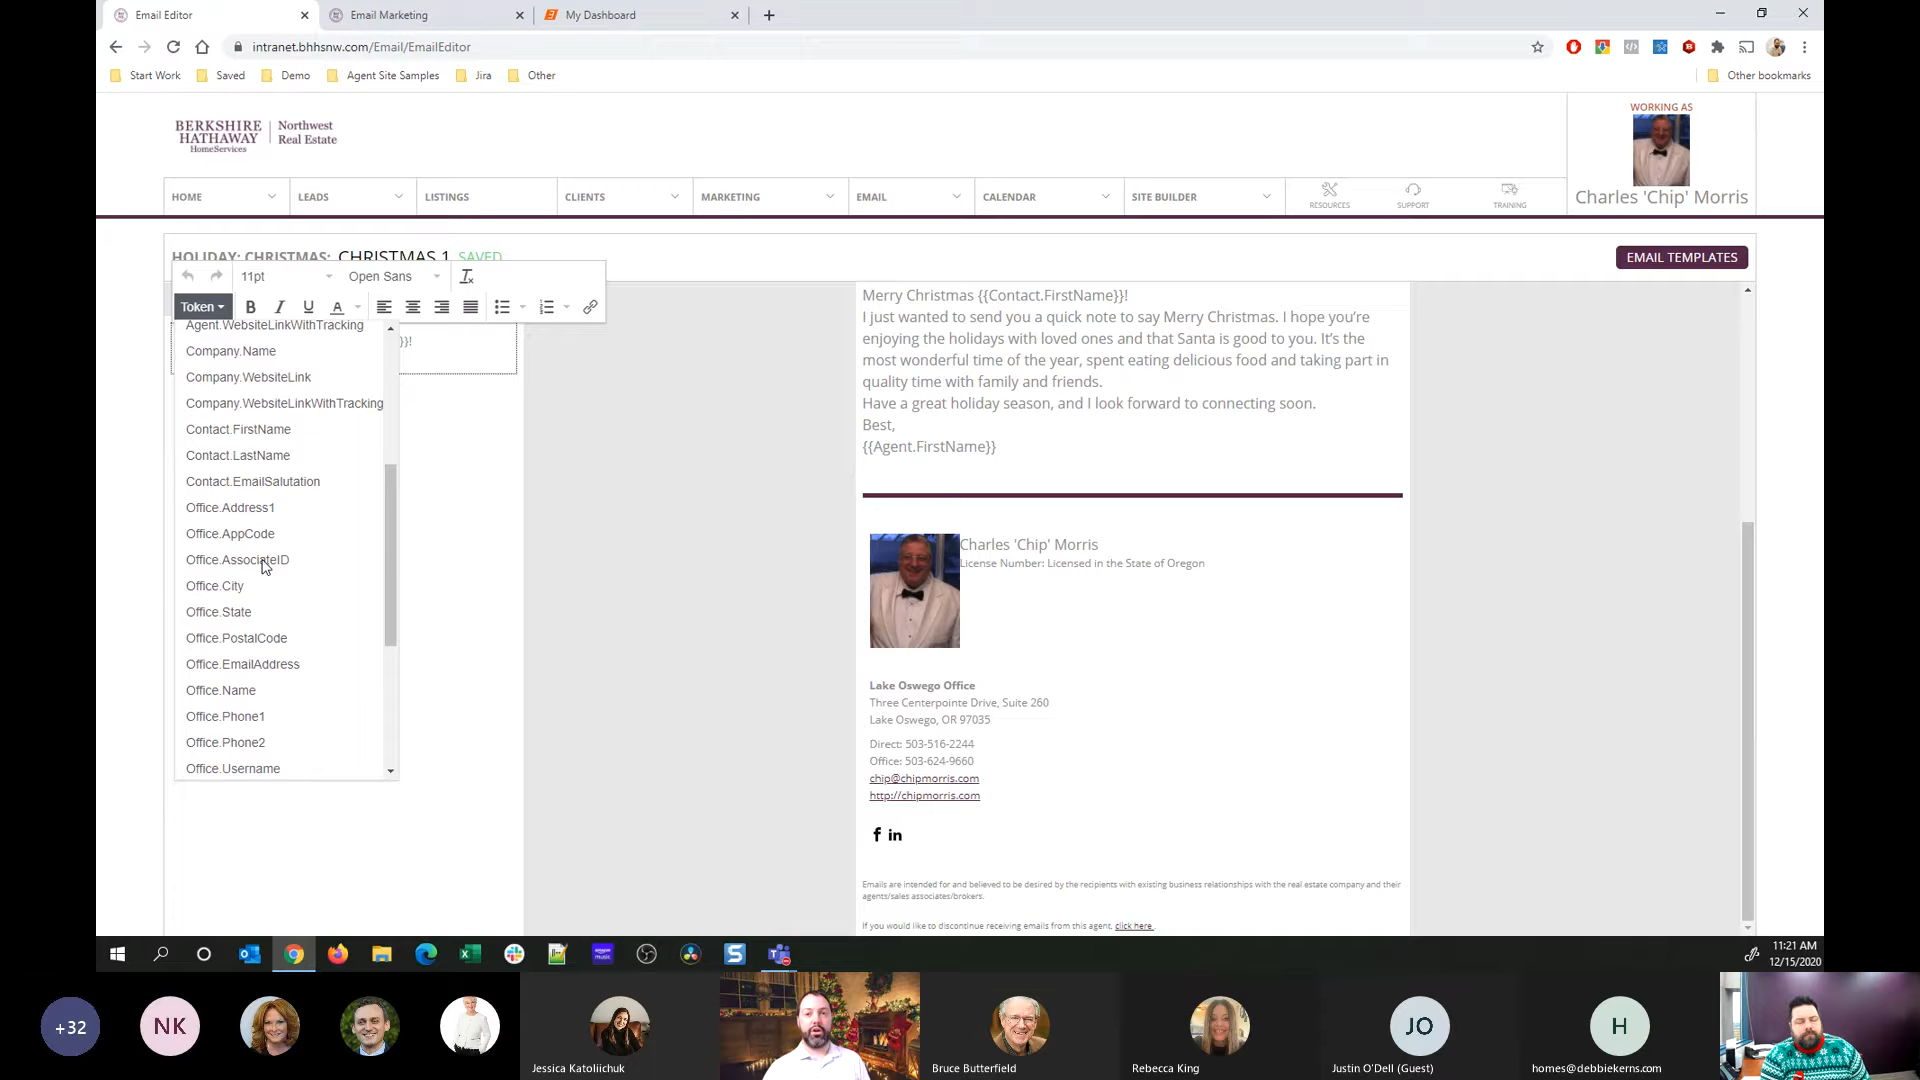 Email Editor
Email Marketing
My Dashboard
intranet.bhhsnw.com/Email/EmailEditor
Start Work
Saved
Demo
Agent Site Samples
Jira
Other
Other bookmarks
BERKSHIRE
HATHAWAY
HomeServices
Northwest
Real Estate
WORKING AS
Charles 'Chip' Morris
HOME
LEADS
LISTINGS
CLIENTS
MARKETING
EMAIL
CALENDAR
SITE BUILDER
RESOURCES
SUPPORT
TRAINING
HOLIDAY: CHRISTMAS: CHRISTMAS 1 SAVED
EMAIL TEMPLATES
11pt
Open Sans
Token
B I U A
}}!
Agent.WebsiteLinkWithTracking
Company.Name
Company.WebsiteLink
Company.WebsiteLinkWithTracking
Contact.FirstName
Contact.LastName
Contact.EmailSalutation
Office.Address1
Office.AppCode
Office.AssociateID
Office.City
Office.State
Office.PostalCode
Office.EmailAddress
Office.Name
Office.Phone1
Office.Phone2
Office.Username
Merry Christmas {{Contact.FirstName}}!
I just wanted to send you a quick note to say Merry Christmas. I hope you're
enjoying the holidays with loved ones and that Santa is good to you. It's the
most wonderful time of the year, spent eating delicious food and taking part in
quality time with family and friends.
Have a great holiday season, and I look forward to connecting soon.
Best,
{{Agent.FirstName}}
Charles 'Chip' Morris
License Number: Licensed in the State of Oregon
Lake Oswego Office
Three Centerpointe Drive, Suite 260
Lake Oswego, OR 97035
Direct: 503-516-2244
Office: 503-624-9660
chip@chipmorris.com
http://chipmorris.com
Emails are intended for and believed to be desired by the recipients with existing business relationships with the real estate company and their
agents/sales associates/brokers.
If you would like to discontinue receiving emails from this agent, click here.
11:21 AM
12/15/2020
+32
NK
JO
H
Jessica Katoliichuk
Bruce Butterfield
Rebecca King
Justin O'Dell (Guest)
homes@debbiekerns.com